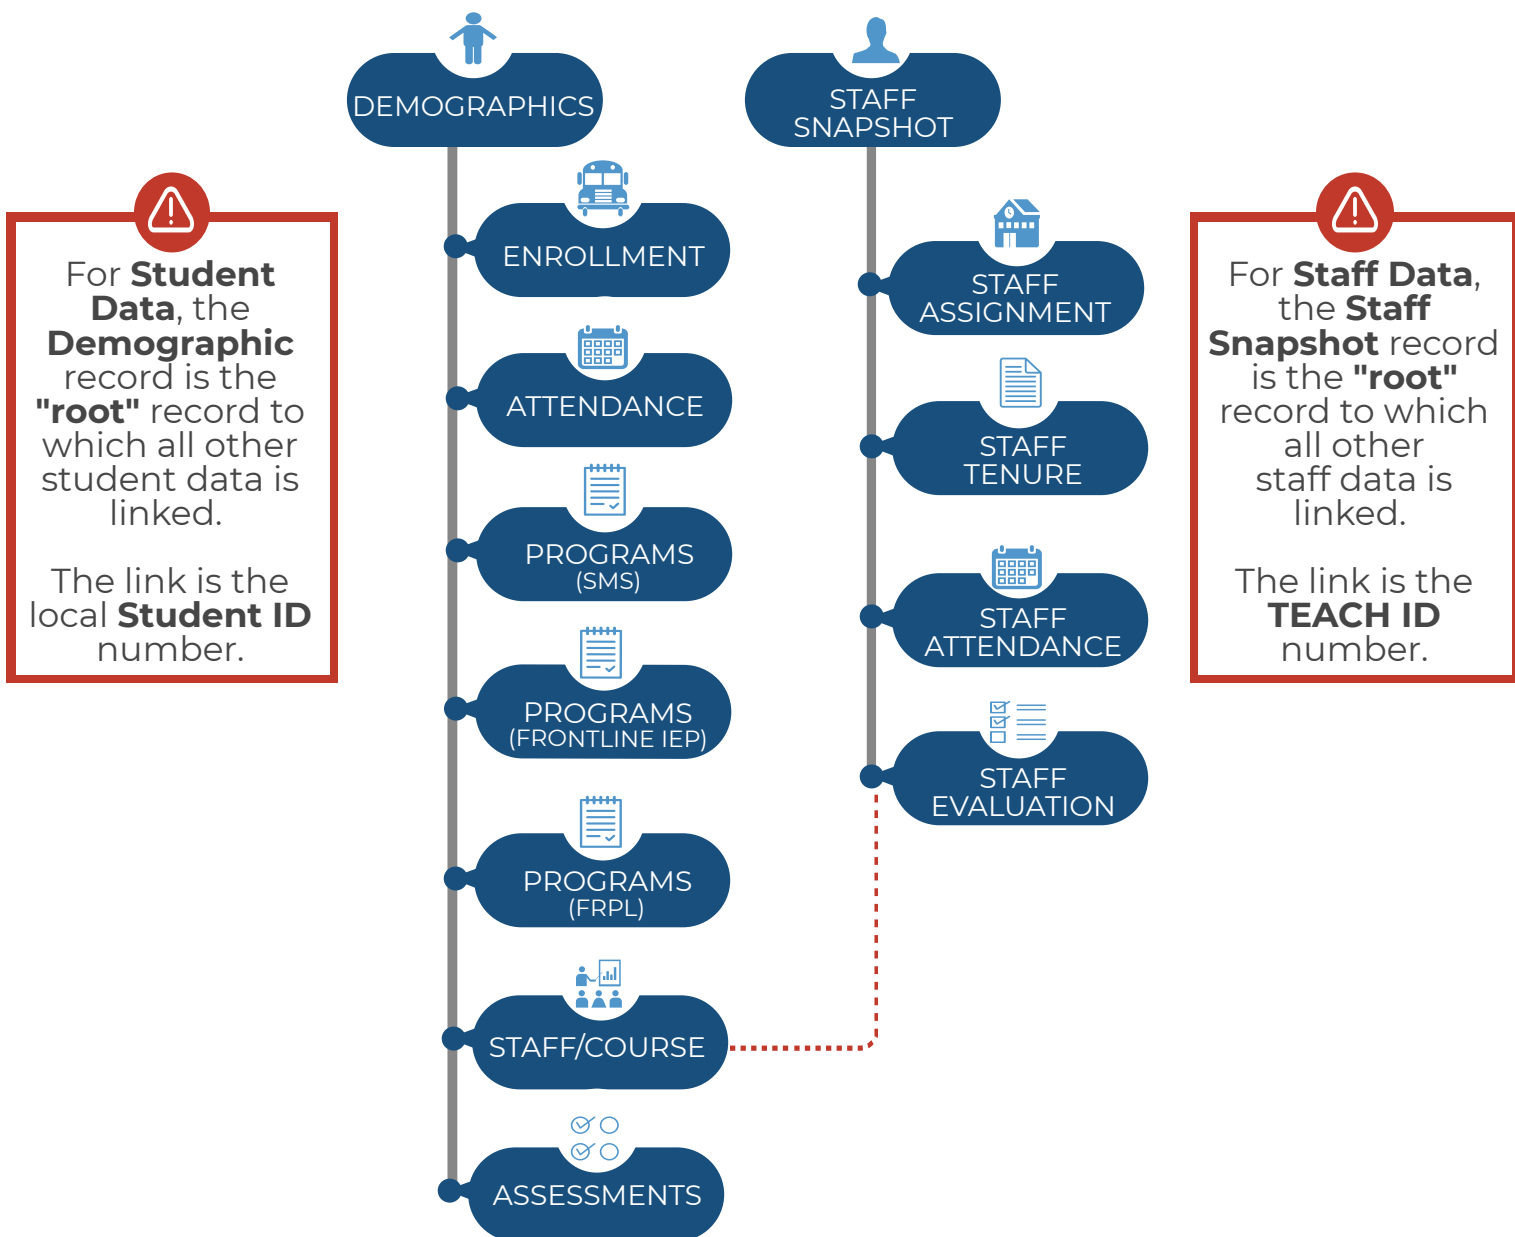 DEMOGRAPHICS
ENROLLMENT
ATTENDANCE
PROGRAMS
(SMS)
PROGRAMS
(FRONTLINE IEP)
PROGRAMS
(FRPL)
STAFF/COURSE
ASSESSMENTS
STAFF
SNAPSHOT
STAFF
ASSIGNMENT
STAFF
TENURE
STAFF
ATTENDANCE
STAFF
EVALUATION
For Student
Data, the
Demographic
record is the
"root" record to
which all other
student data is
linked.
The link is the
local Student ID
number.
For Staff Data,
the Staff
Snapshot record
is the "root"
record to which
all other
staff data is
linked.
The link is the
TEACH ID
number.